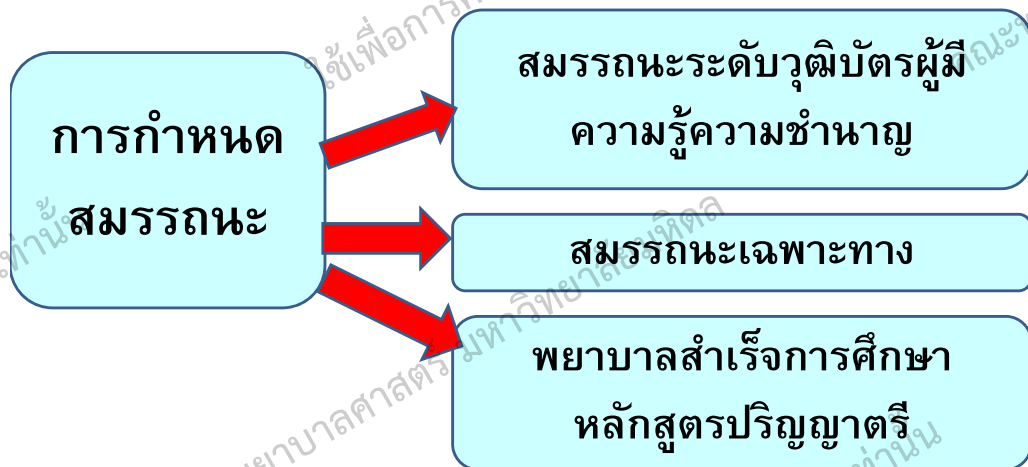 การกำหนด
สมรรถนะ
สมรรถนะระดับวุฒิบัตรผู้มี
ความรู้ความชำนาญ
สมรรถนะเฉพาะทาง
พยาบาลสำเร็จการศึกษา
หลักสูตรปริญญาตรี